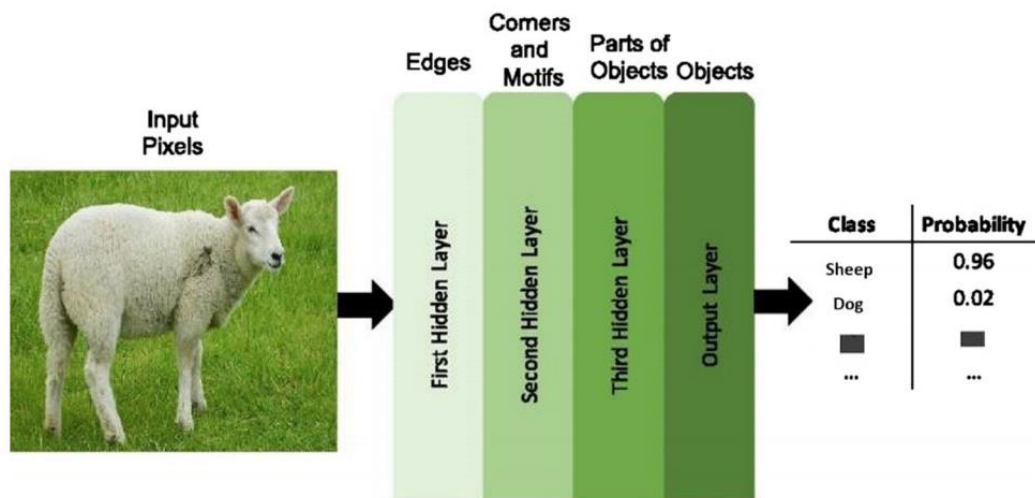 Input
Pixels
Edges
Corners
and
Motifs
Parts of
Objects
Objects
First Hidden Layer
Second Hidden Layer
Third Hidden Layer
Output Layer
Class Probability
Sheep 0.96
Dog 0.02
... ...